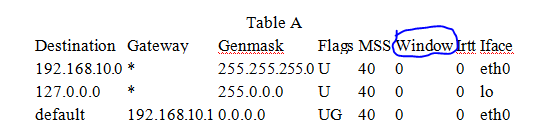 Table A
Destination Gateway Genmask Flags MSS Window Irtt Iface
192.168.10.0 * 255.255.255.0 U 40 0 0 eth0
127.0.0.0 * 255.0.0.0 U 40 0 0 lo
default 192.168.10.1 0.0.0.0 UG 40 0 0 eth0